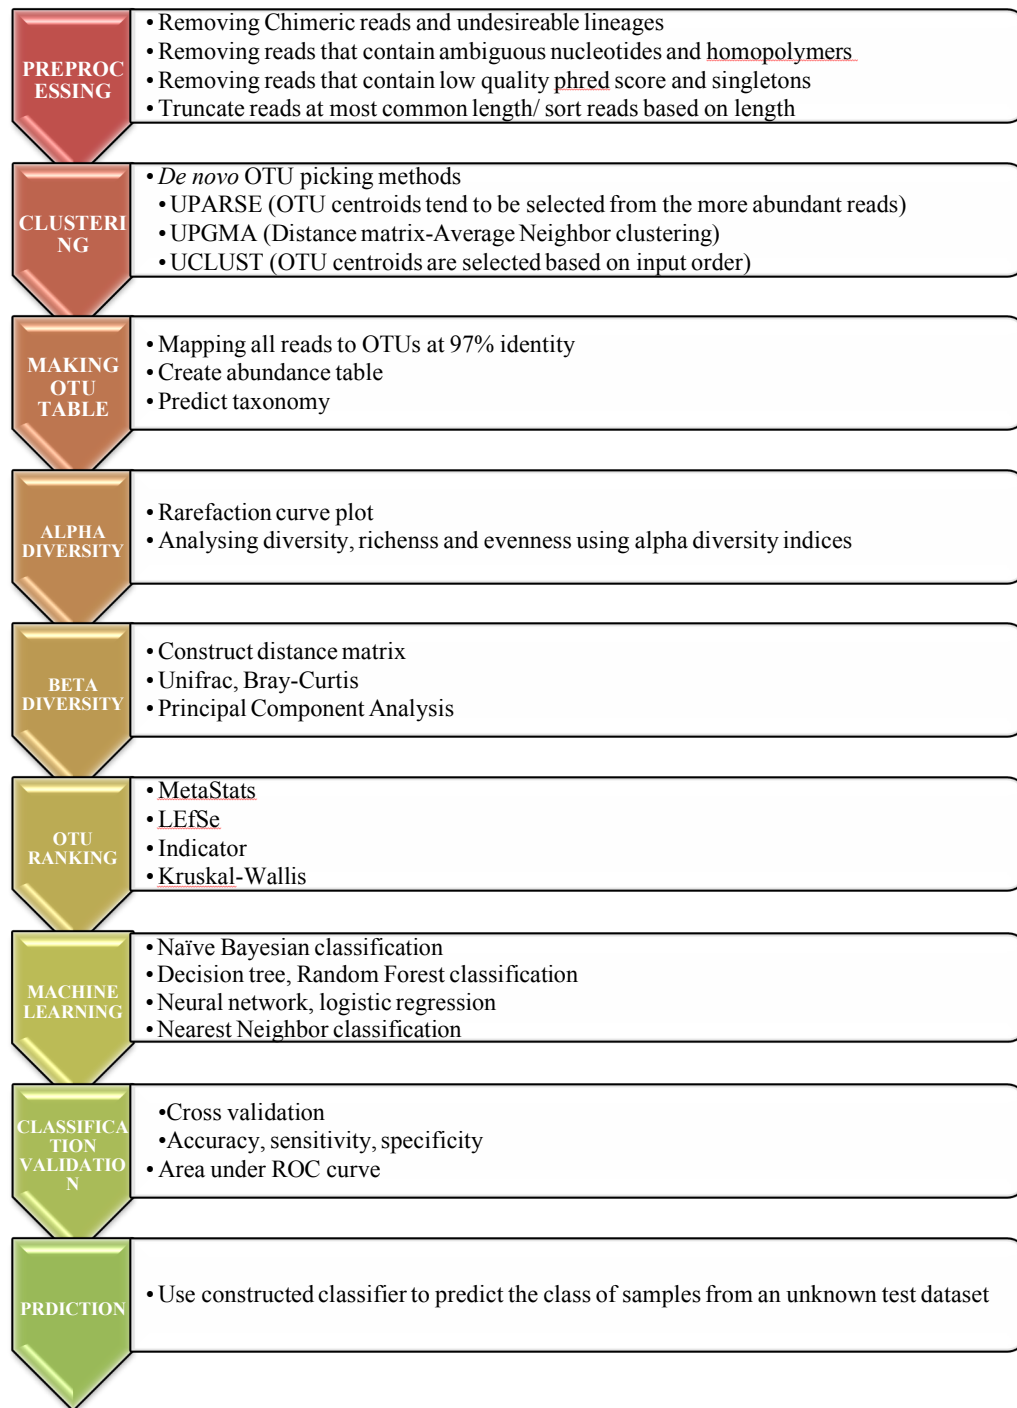 PREPROC
ESSING
• Removing Chimeric reads and undesireable lineages
• Removing reads that contain ambiguous nucleotides and homopolymers
• Removing reads that contain low quality phred score and singletons
• Truncate reads at most common length/ sort reads based on length
CLUSTERI
NG
• De novo OTU picking methods
• UPARSE (OTU centroids tend to be selected from the more abundant reads)
• UPGMA (Distance matrix-Average Neighbor clustering)
• UCLUST (OTU centroids are selected based on input order)
MAKING
OTU
TABLE
• Mapping all reads to OTUs at 97% identity
• Create abundance table
• Predict taxonomy
ALPHA
DIVERSITY
• Rarefaction curve plot
• Analysing diversity, richenss and evenness using alpha diversity indices
BETA
DIVERSITY
• Construct distance matrix
• Unifrac, Bray-Curtis
• Principal Component Analysis
OTU
RANKING
• MetaStats
• LEfSe
• Indicator
• Kruskal-Wallis
MACHINE
LEARNING
• Naïve Bayesian classification
• Decision tree, Random Forest classification
• Neural network, logistic regression
• Nearest Neighbor classification
CLASSIFICA
TION
VALIDATIO
N
•Cross validation
•Accuracy, sensitivity, specificity
• Area under ROC curve
PRDICTION
• Use constructed classifier to predict the class of samples from an unknown test dataset